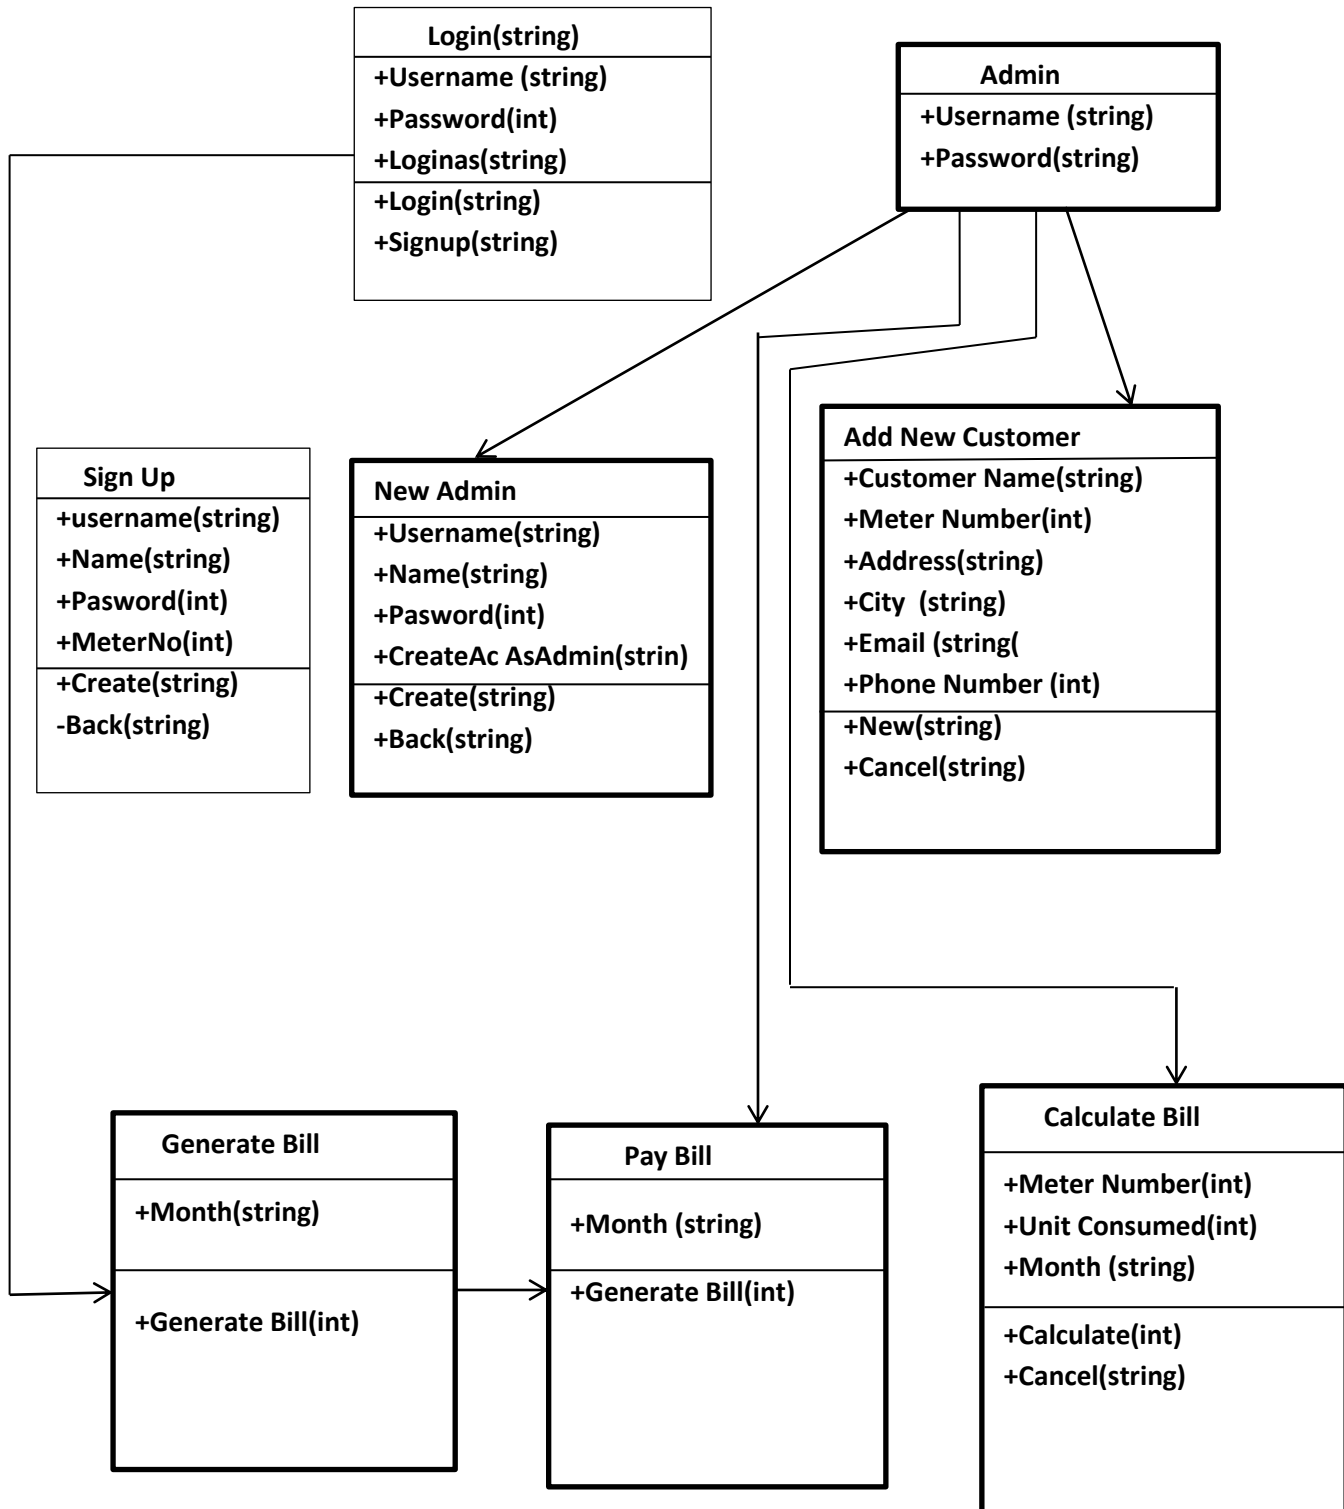 Login(string)
+Username (string)
+Password(int)
+Loginas(string)
+Login(string)
+Signup(string)
Admin
+Username (string)
+Password(string)
Sign Up
+username(string)
+Name(string)
+Pasword(int)
+MeterNo(int)
+Create(string)
-Back(string)
New Admin
+Username(string)
+Name(string)
+Pasword(int)
+CreateAc AsAdmin(strin)
+Create(string)
+Back(string)
Add New Customer
+Customer Name(string)
+Meter Number(int)
+Address(string)
+City  (string)
+Email (string(
+Phone Number (int)
+New(string)
+Cancel(string)
Generate Bill
+Month(string)
+Generate Bill(int)
Pay Bill
+Month (string)
+Generate Bill(int)
Calculate Bill
+Meter Number(int)
+Unit Consumed(int)
+Month (string)
+Calculate(int)
+Cancel(string)